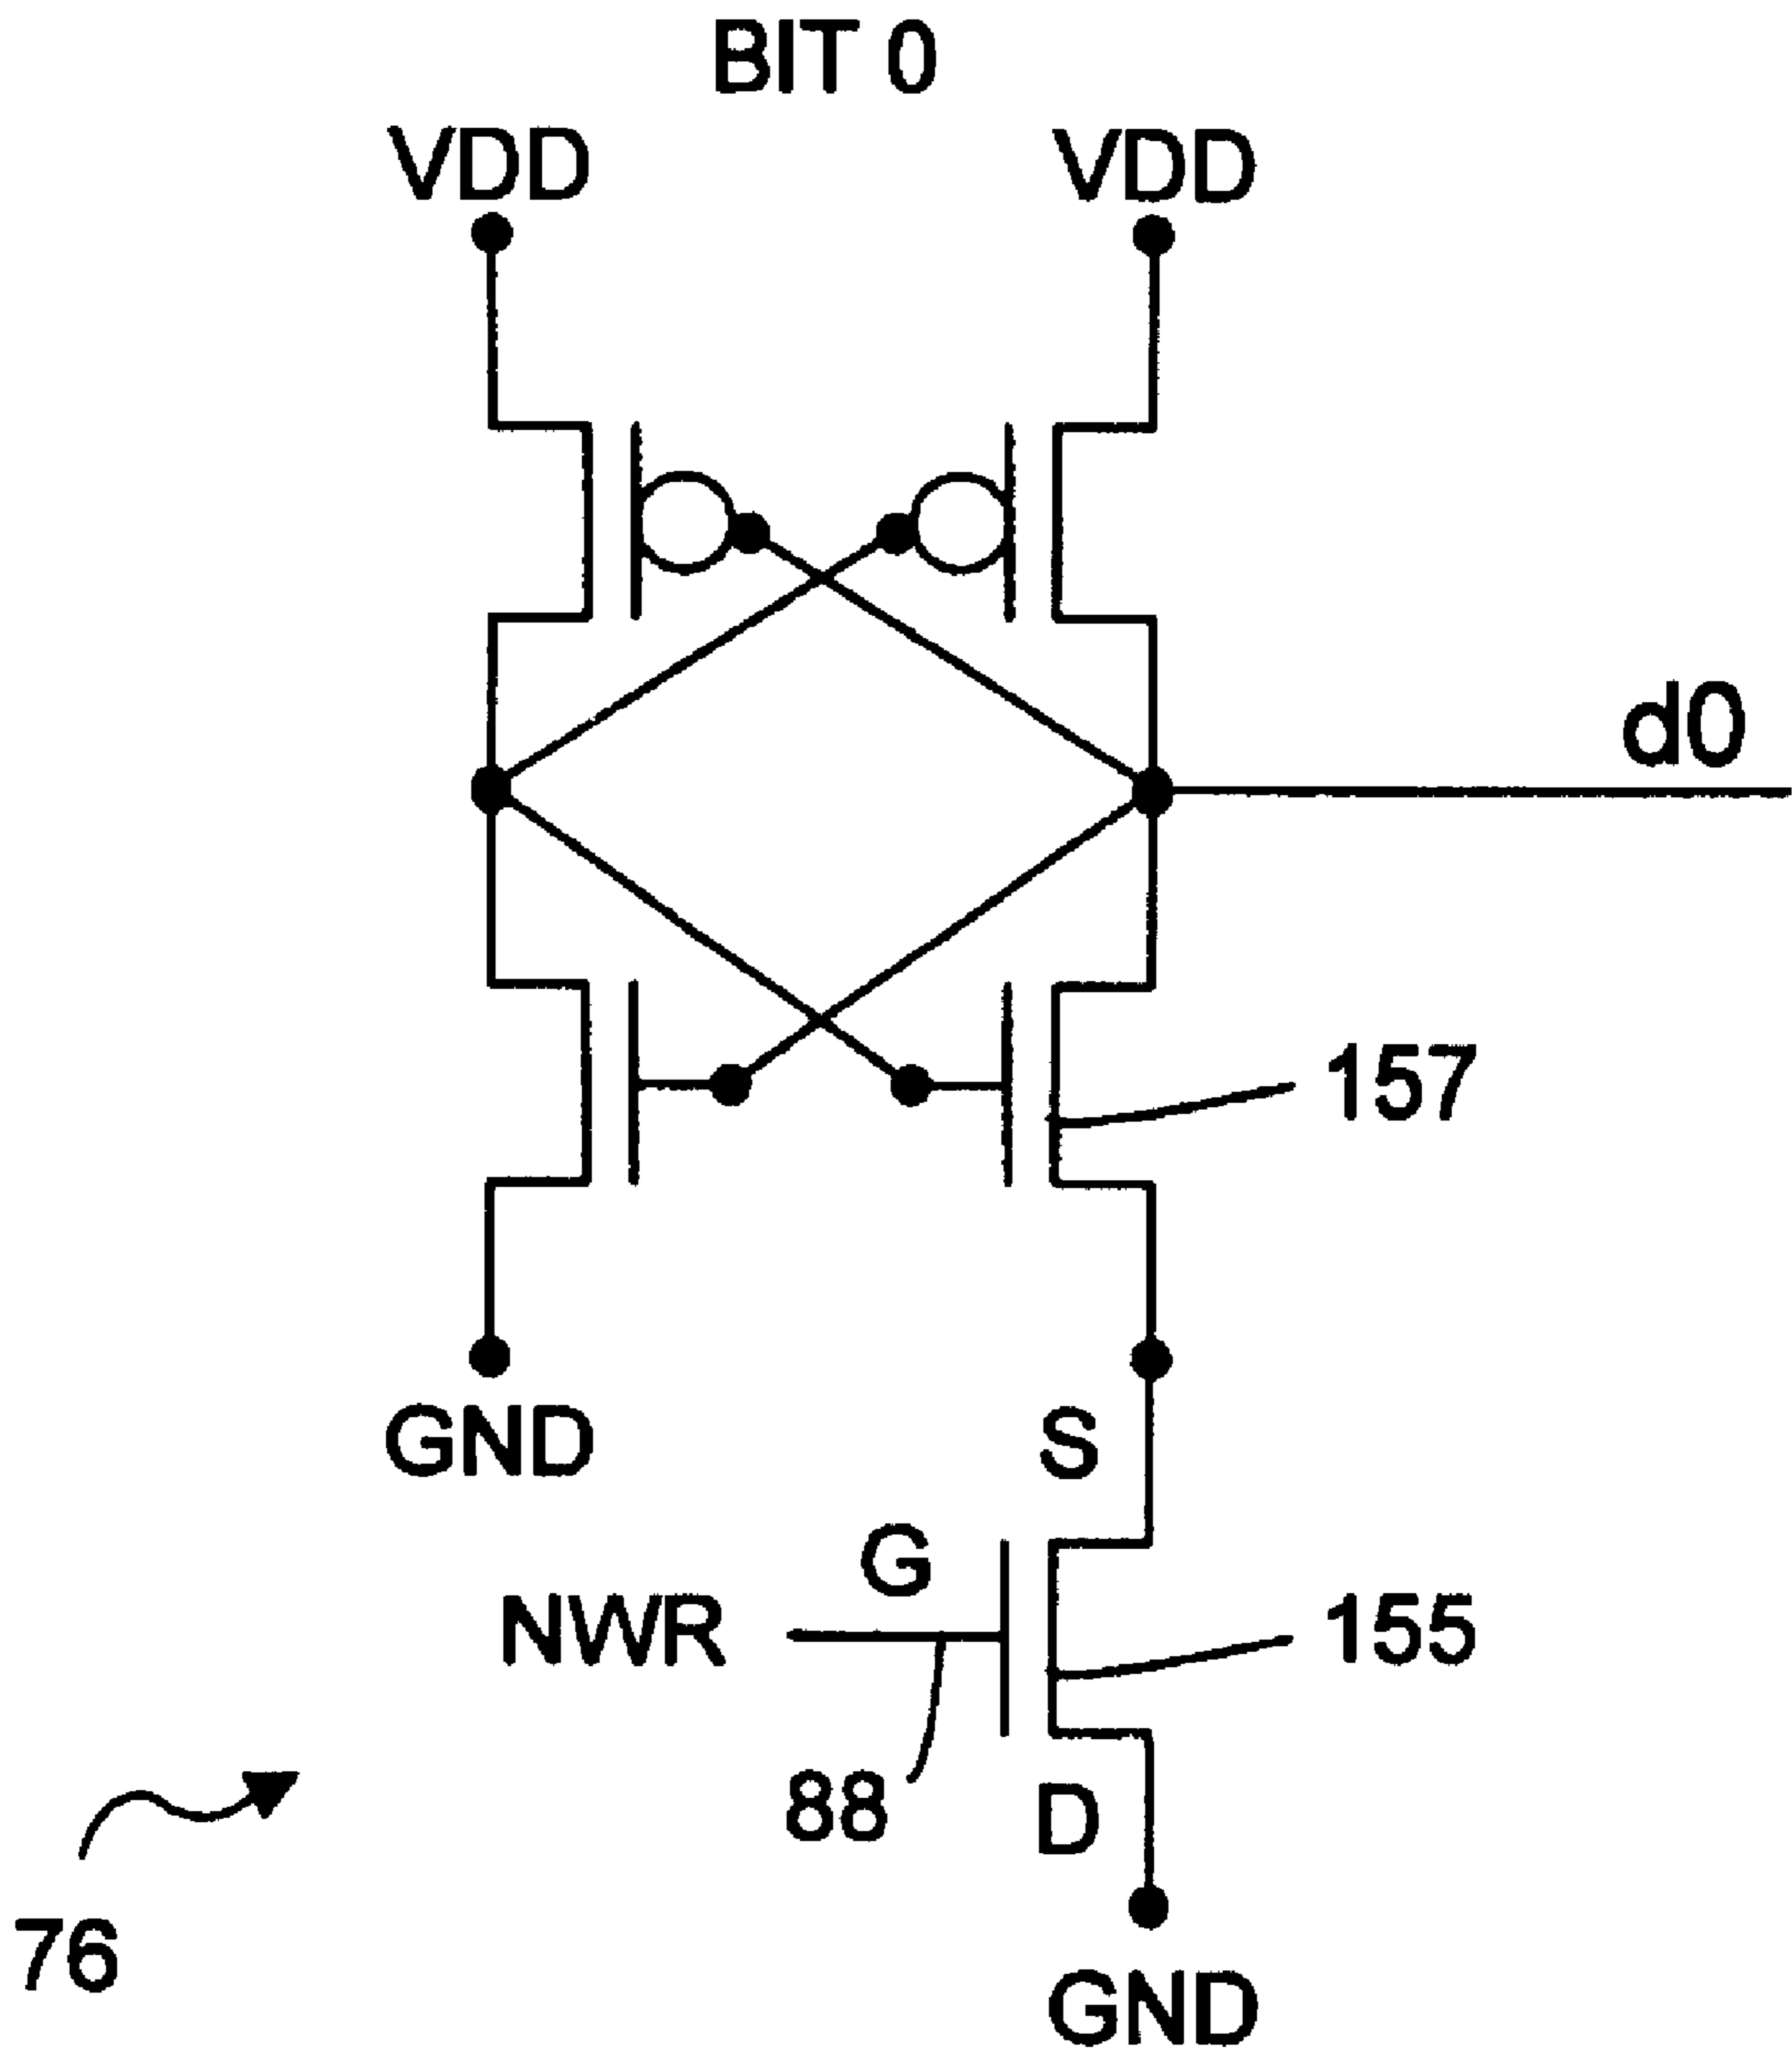 BIT 0
VDD VDD
d0
157
GND S
G
NWR 155
88 D
76
GND